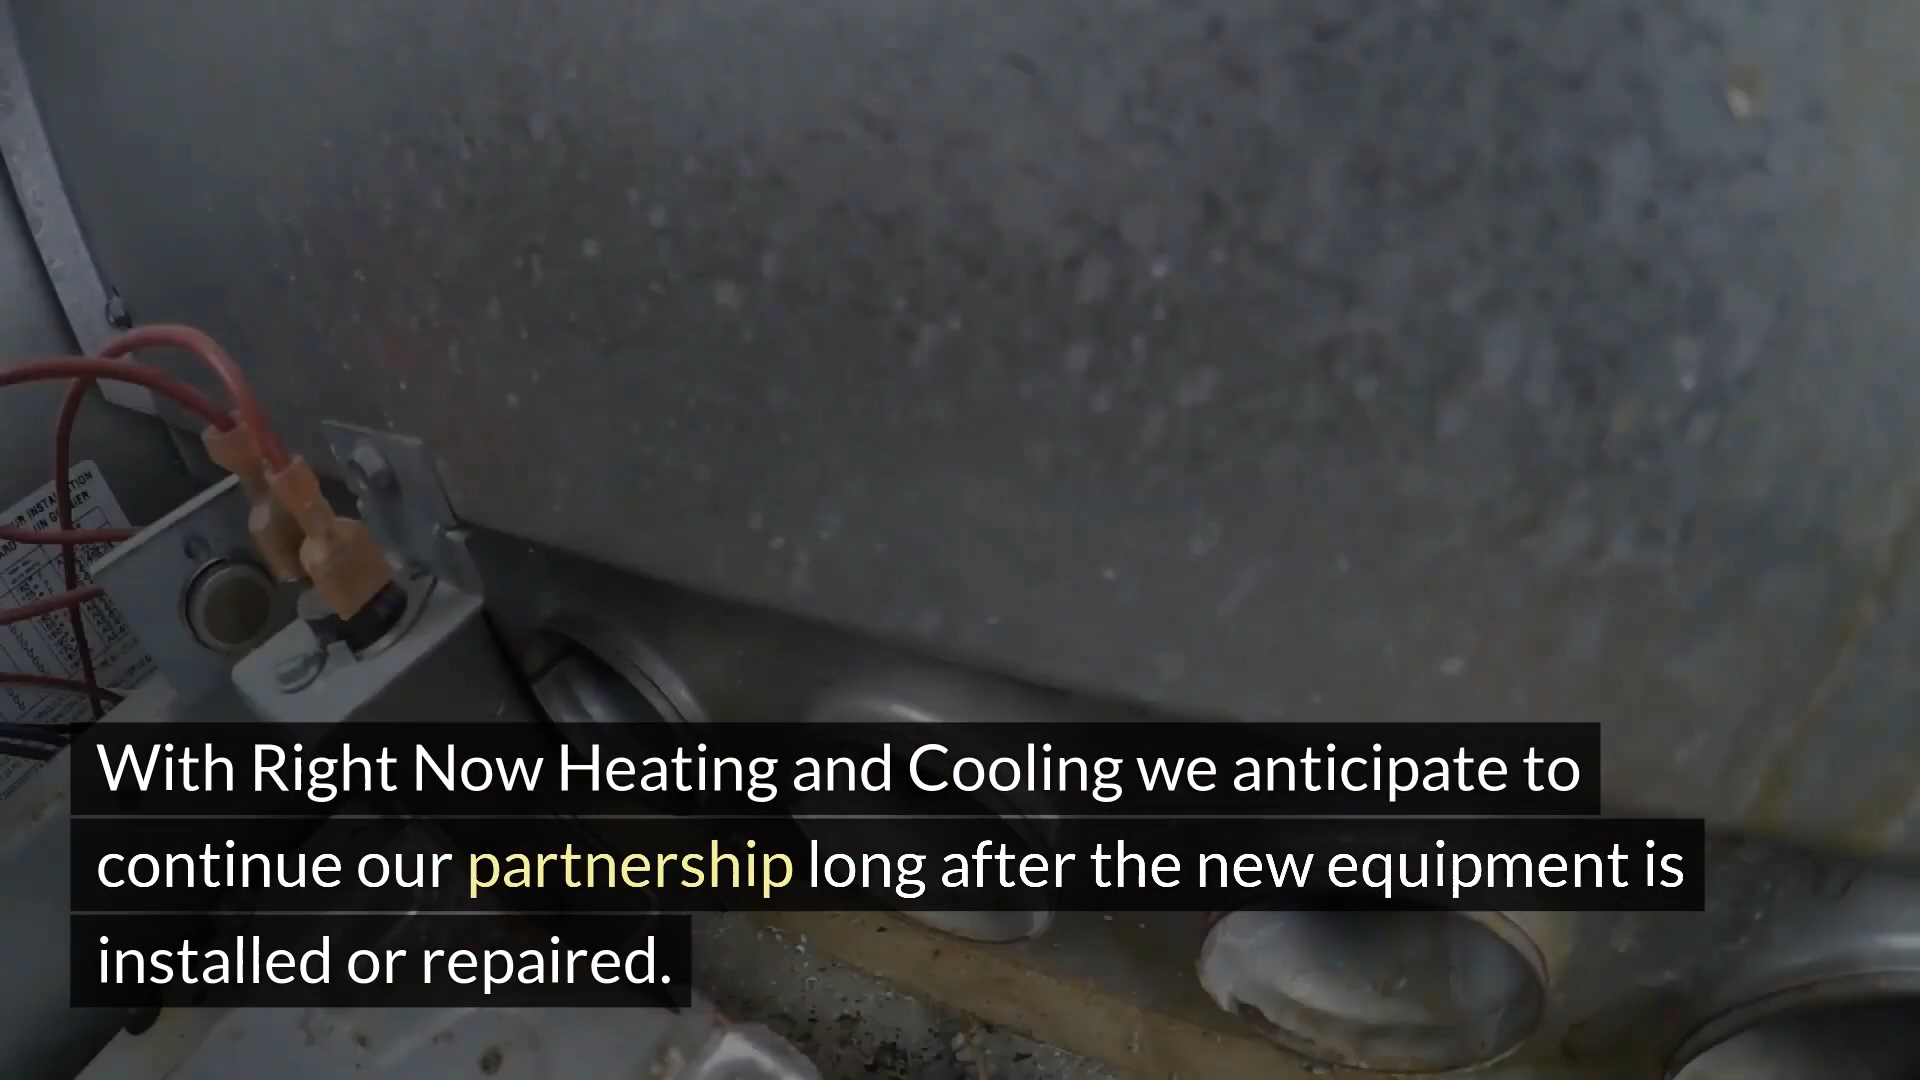 With Right Now Heating and Cooling we anticipate to
continue our partnership long after the new equipment is
installed or repaired.